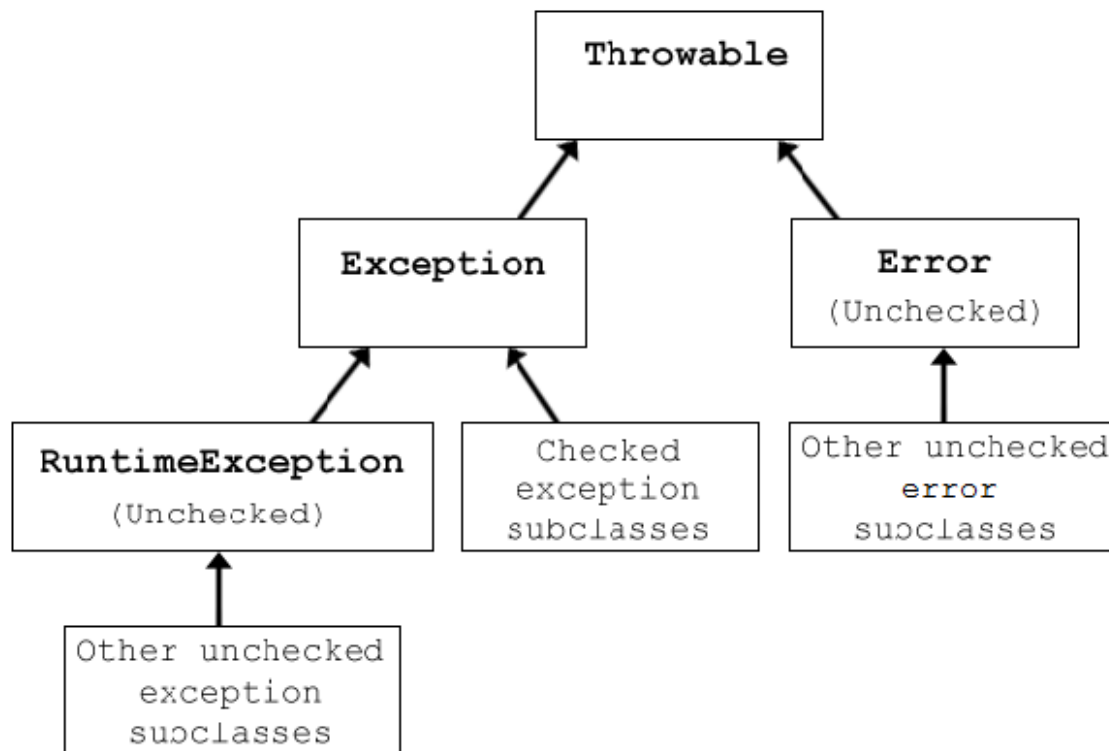 Throwable
Exception
Error
(Unchecked)
RuntimeException
(Unchecked)
Checked
exception
subclasses
Other unchecked
error
subclasses
Other unchecked
exception
subclasses